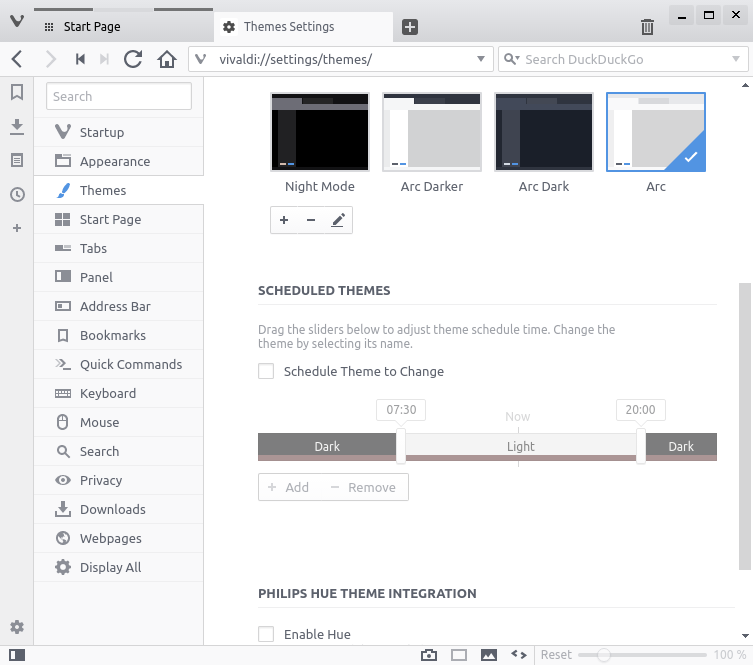 Start Page
Themes Settings
vivaldi://settings/themes/
Search DuckDuckGo
Search
Startup
Appearance
Themes
Start Page
Tabs
Panel
Address Bar
Bookmarks
Quick Commands
Keyboard
Mouse
Search
Privacy
Downloads
Webpages
Display All
Night Mode
Arc Darker
Arc Dark
Arc
SCHEDULED THEMES
Drag the sliders below to adjust theme schedule time. Change the
theme by selecting its name.
Schedule Theme to Change
07:30
Now
20:00
Dark
Light
Dark
Add
Remove
PHILIPS HUE THEME INTEGRATION
Enable Hue
Reset
100 %